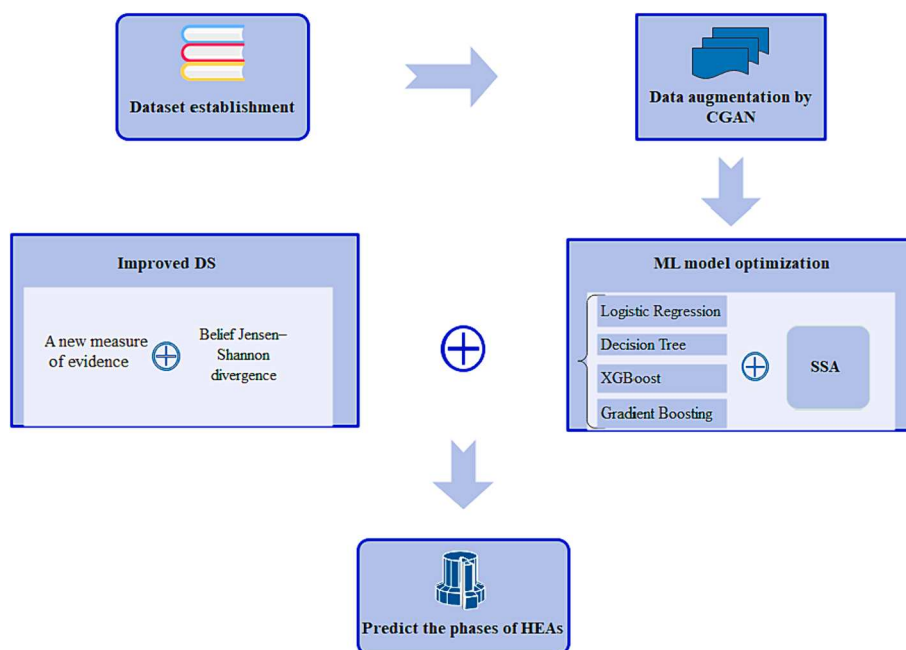 Dataset establishment
Data augmentation by
CGAN
Improved DS
A new measure
of evidence
Belief Jensen–
Shannon
divergence
ML model optimization
Logistic Regression
Decision Tree
XGBoost
Gradient Boosting
SSA
Predict the phases of HEAs